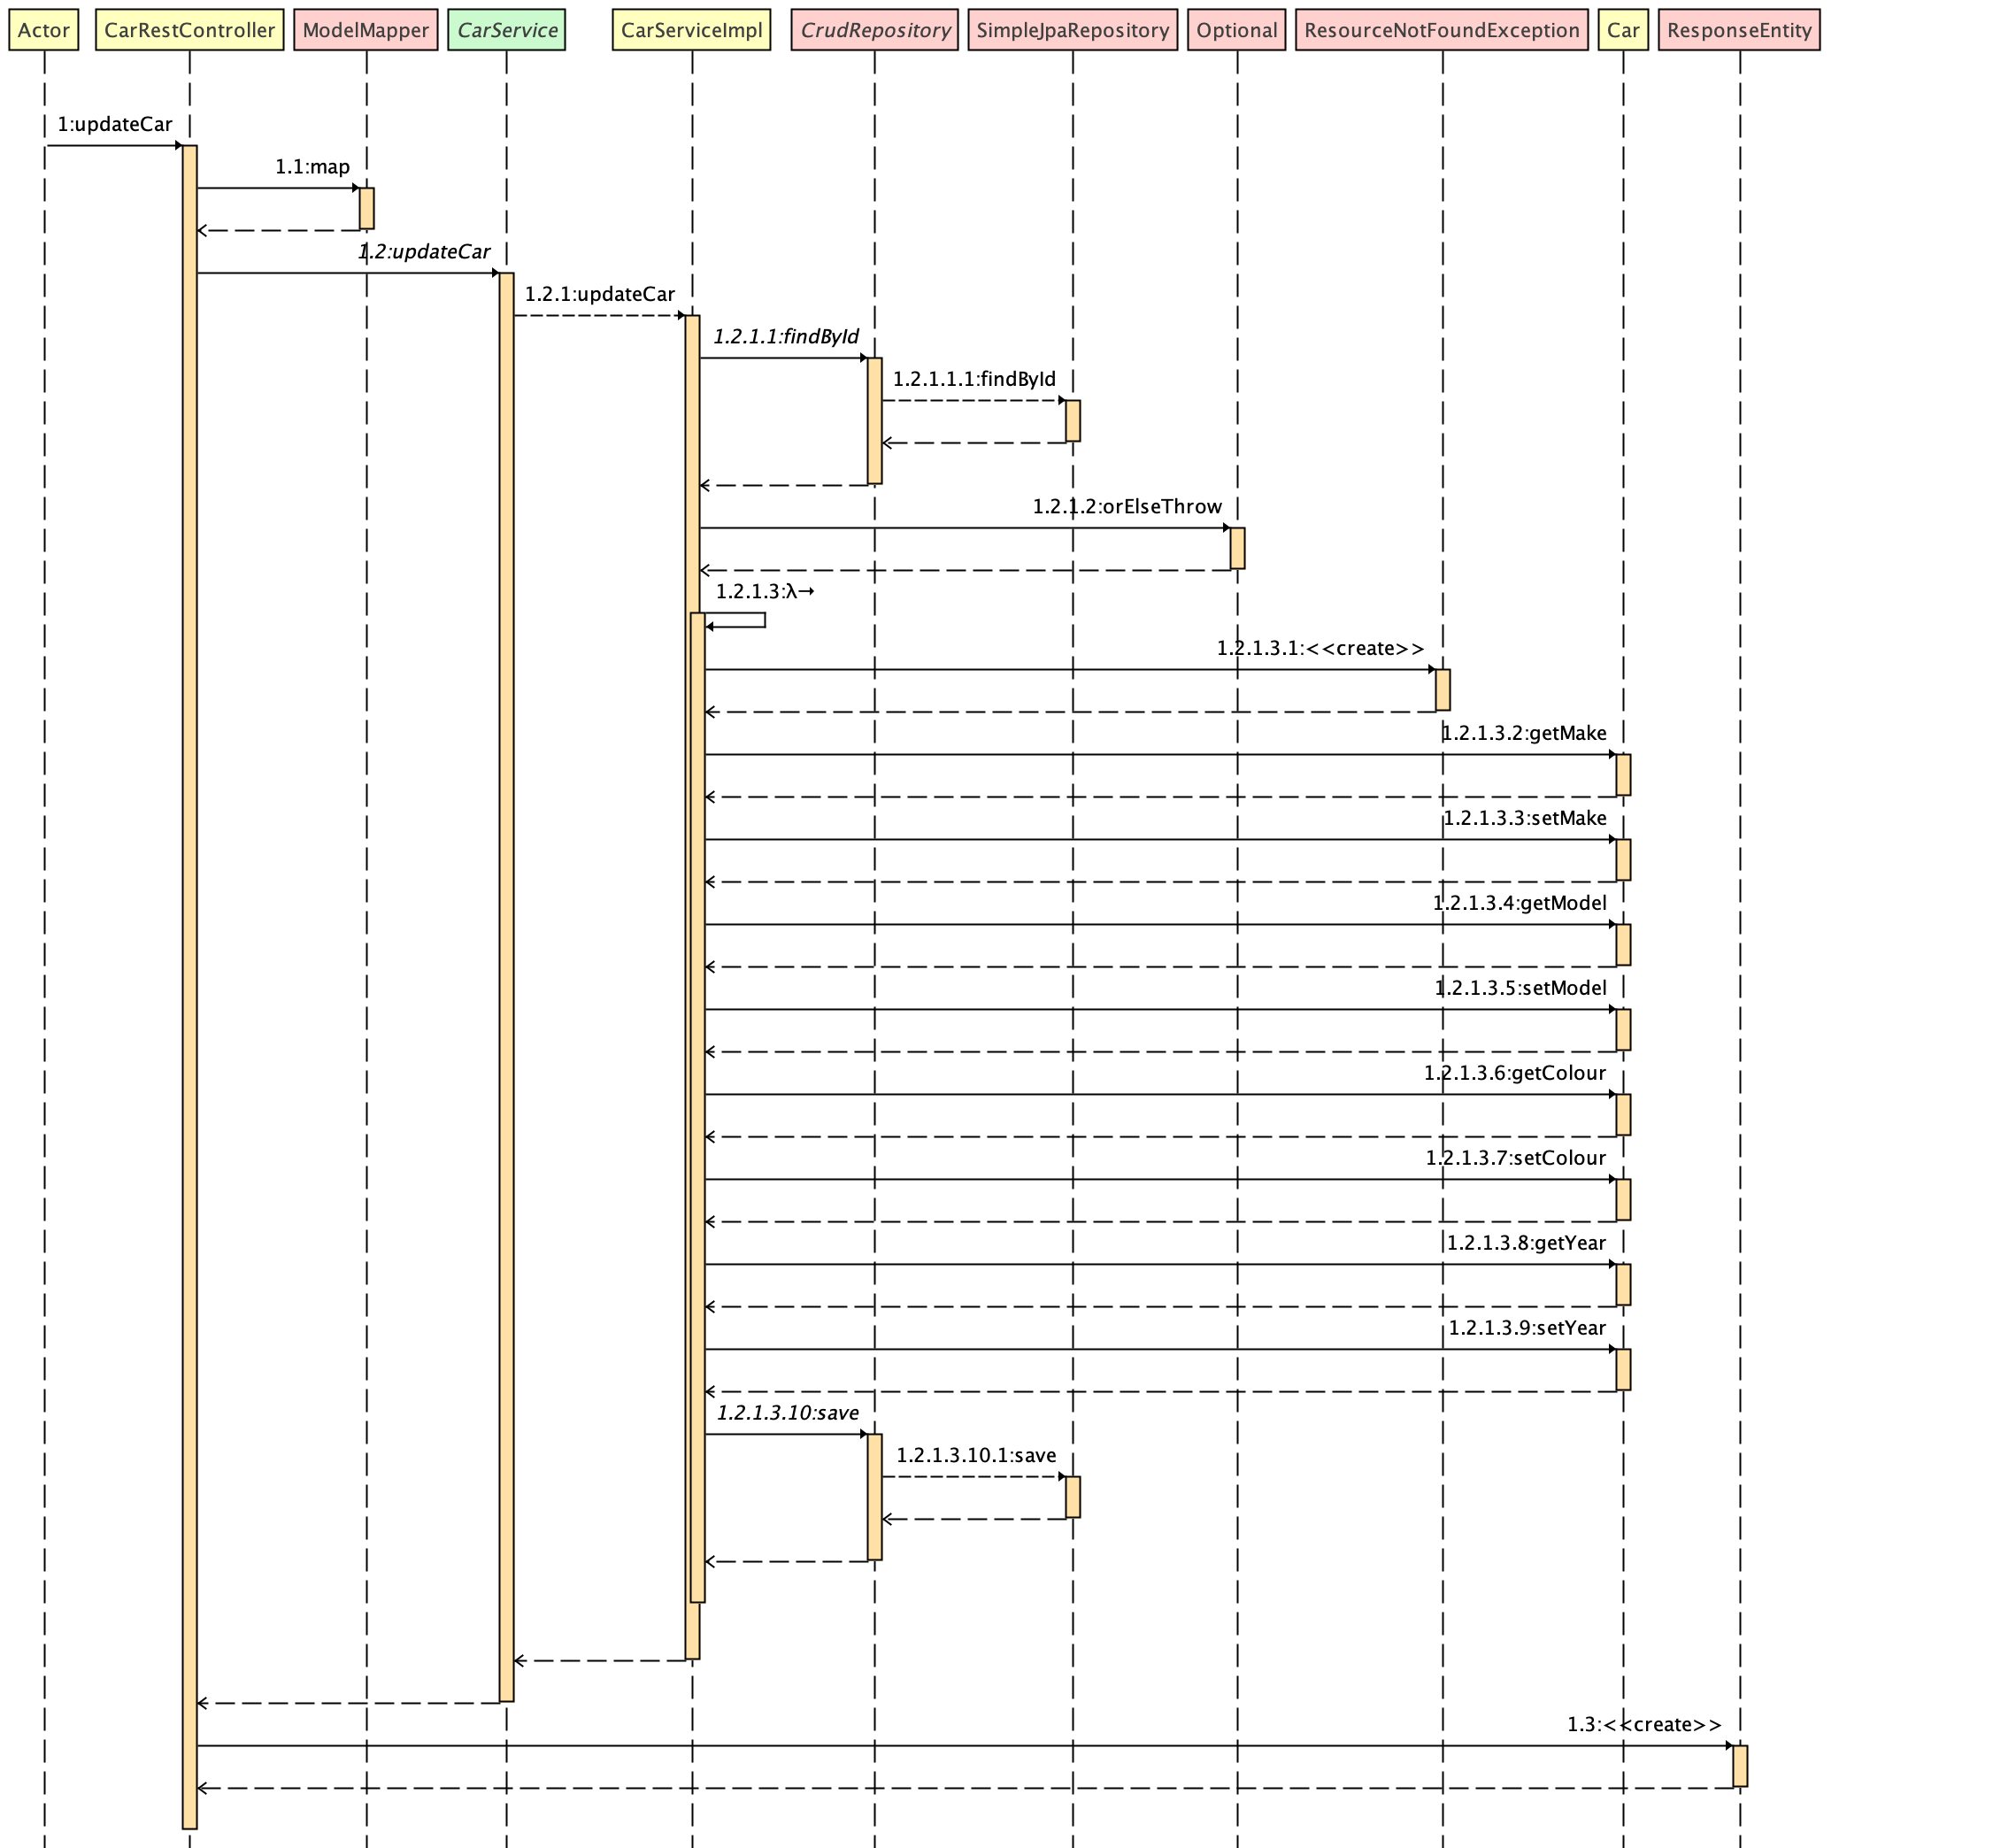 Actor
CarRestController
ModelMapper
CarService
CarServiceImpl
CrudRepository
SimpleJpaRepository
Optional
ResourceNotFoundException
Car
ResponseEntity
1:updateCar
1.1:map
1.2:updateCar
1.2.1:updateCar
1.2.1.1:findById
1.2.1.1.1:findById
1.2.1.2:orElseThrow
1.2.1.3:λ→
1.2.1.3.1:<<create>>
1.2.1.3.2:getMake
1.2.1.3.3:setMake
1.2.1.3.4:getModel
1.2.1.3.5:setModel
1.2.1.3.6:getColour
1.2.1.3.7:setColour
1.2.1.3.8:getYear
1.2.1.3.9:setYear
1.2.1.3.10:save
1.2.1.3.10.1:save
1.3:<<create>>